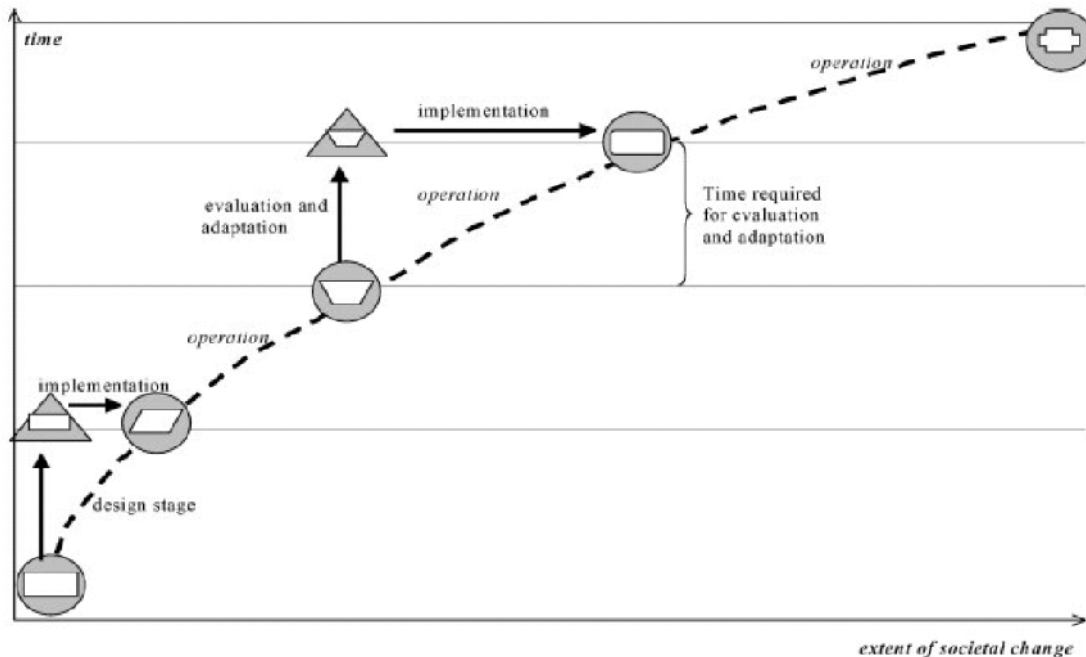 time
operation
implementation
operation
Time required
for evaluation
and adaptation
evaluation and
adaptation
operation
implementation
design stage
extent of societal change